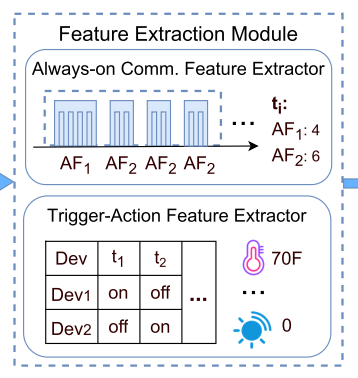 Feature Extraction Module
Always-on Comm. Feature Extractor
... tᵢ:
AF₁: 4
AF₂: 6
AF₁ AF₂ AF₂ AF₂
Trigger-Action Feature Extractor
Dev t₁ t₂
Dev1 on off ...
Dev2 off on
70F
...
0